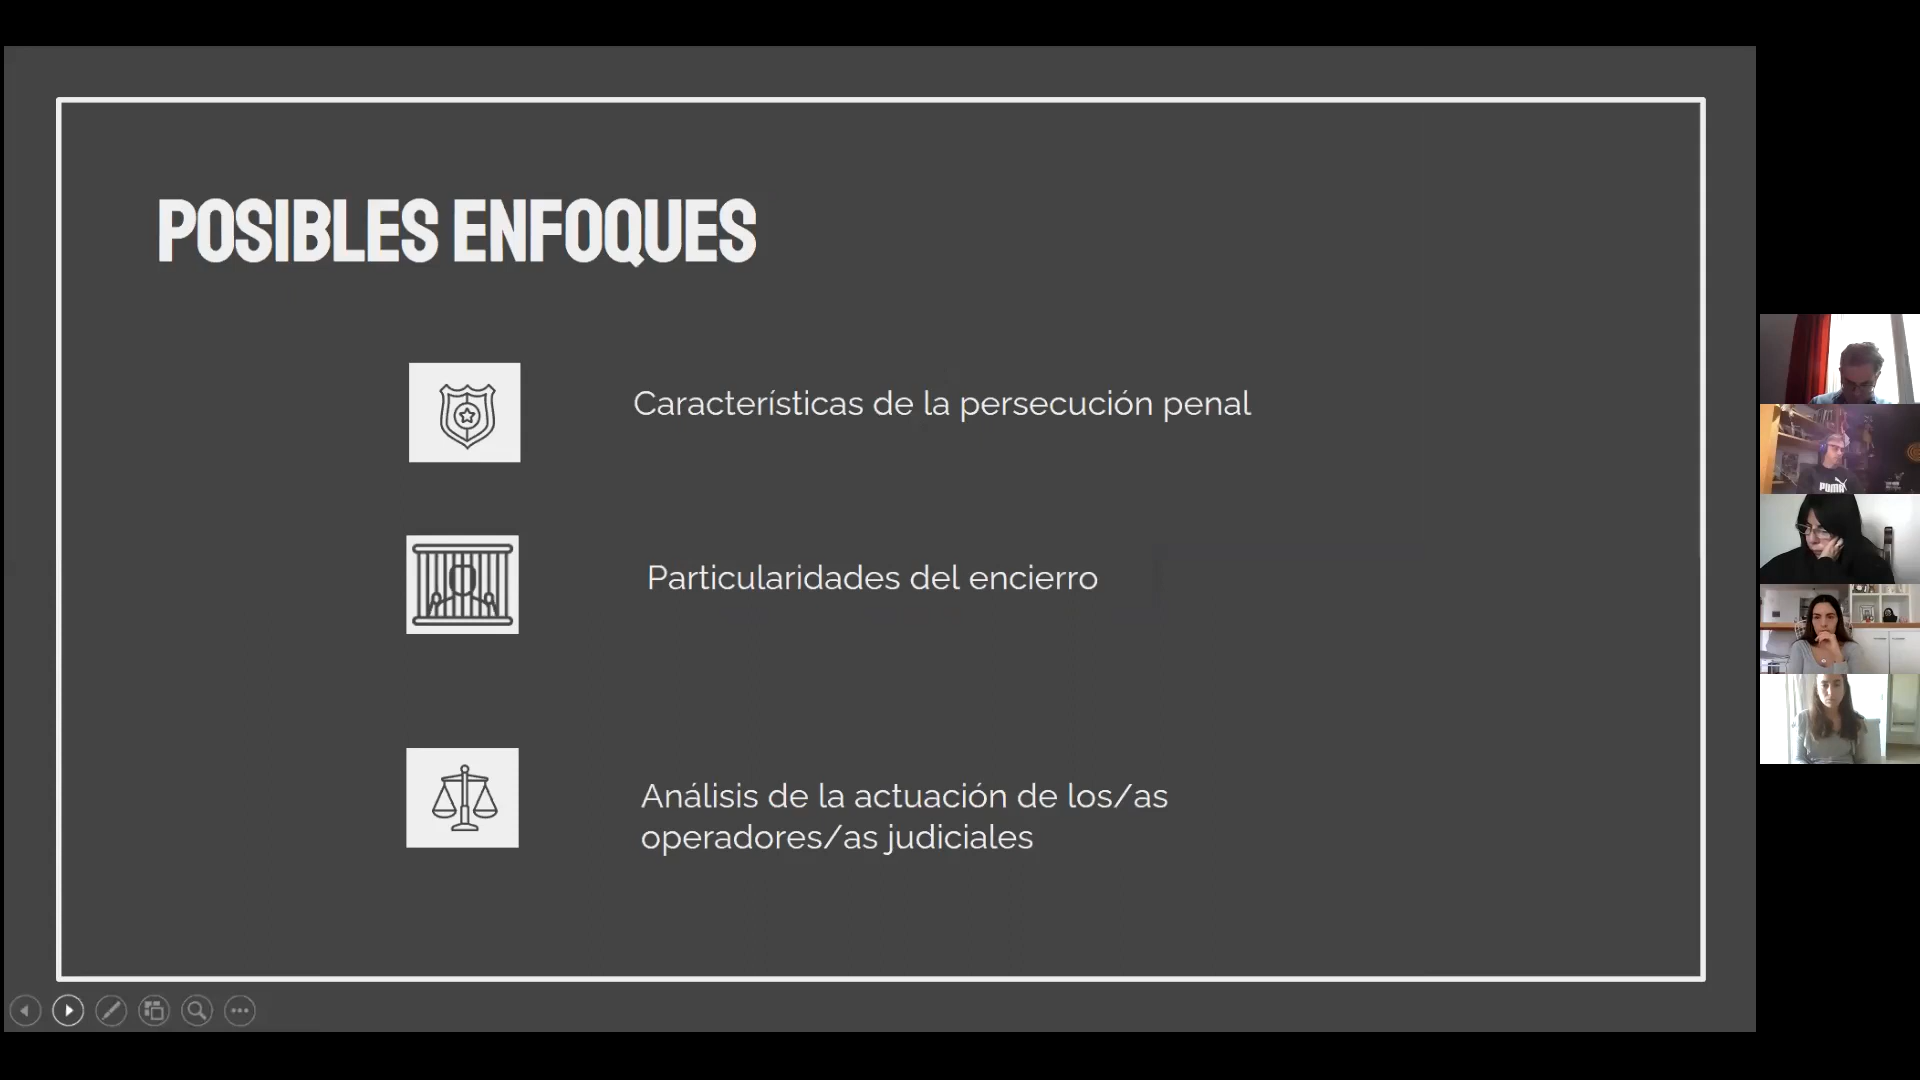 POSIBLES ENFOQUES
Características de la persecución penal
Particularidades del encierro
Análisis de la actuación de los/as
operadores/as judiciales
PUMA